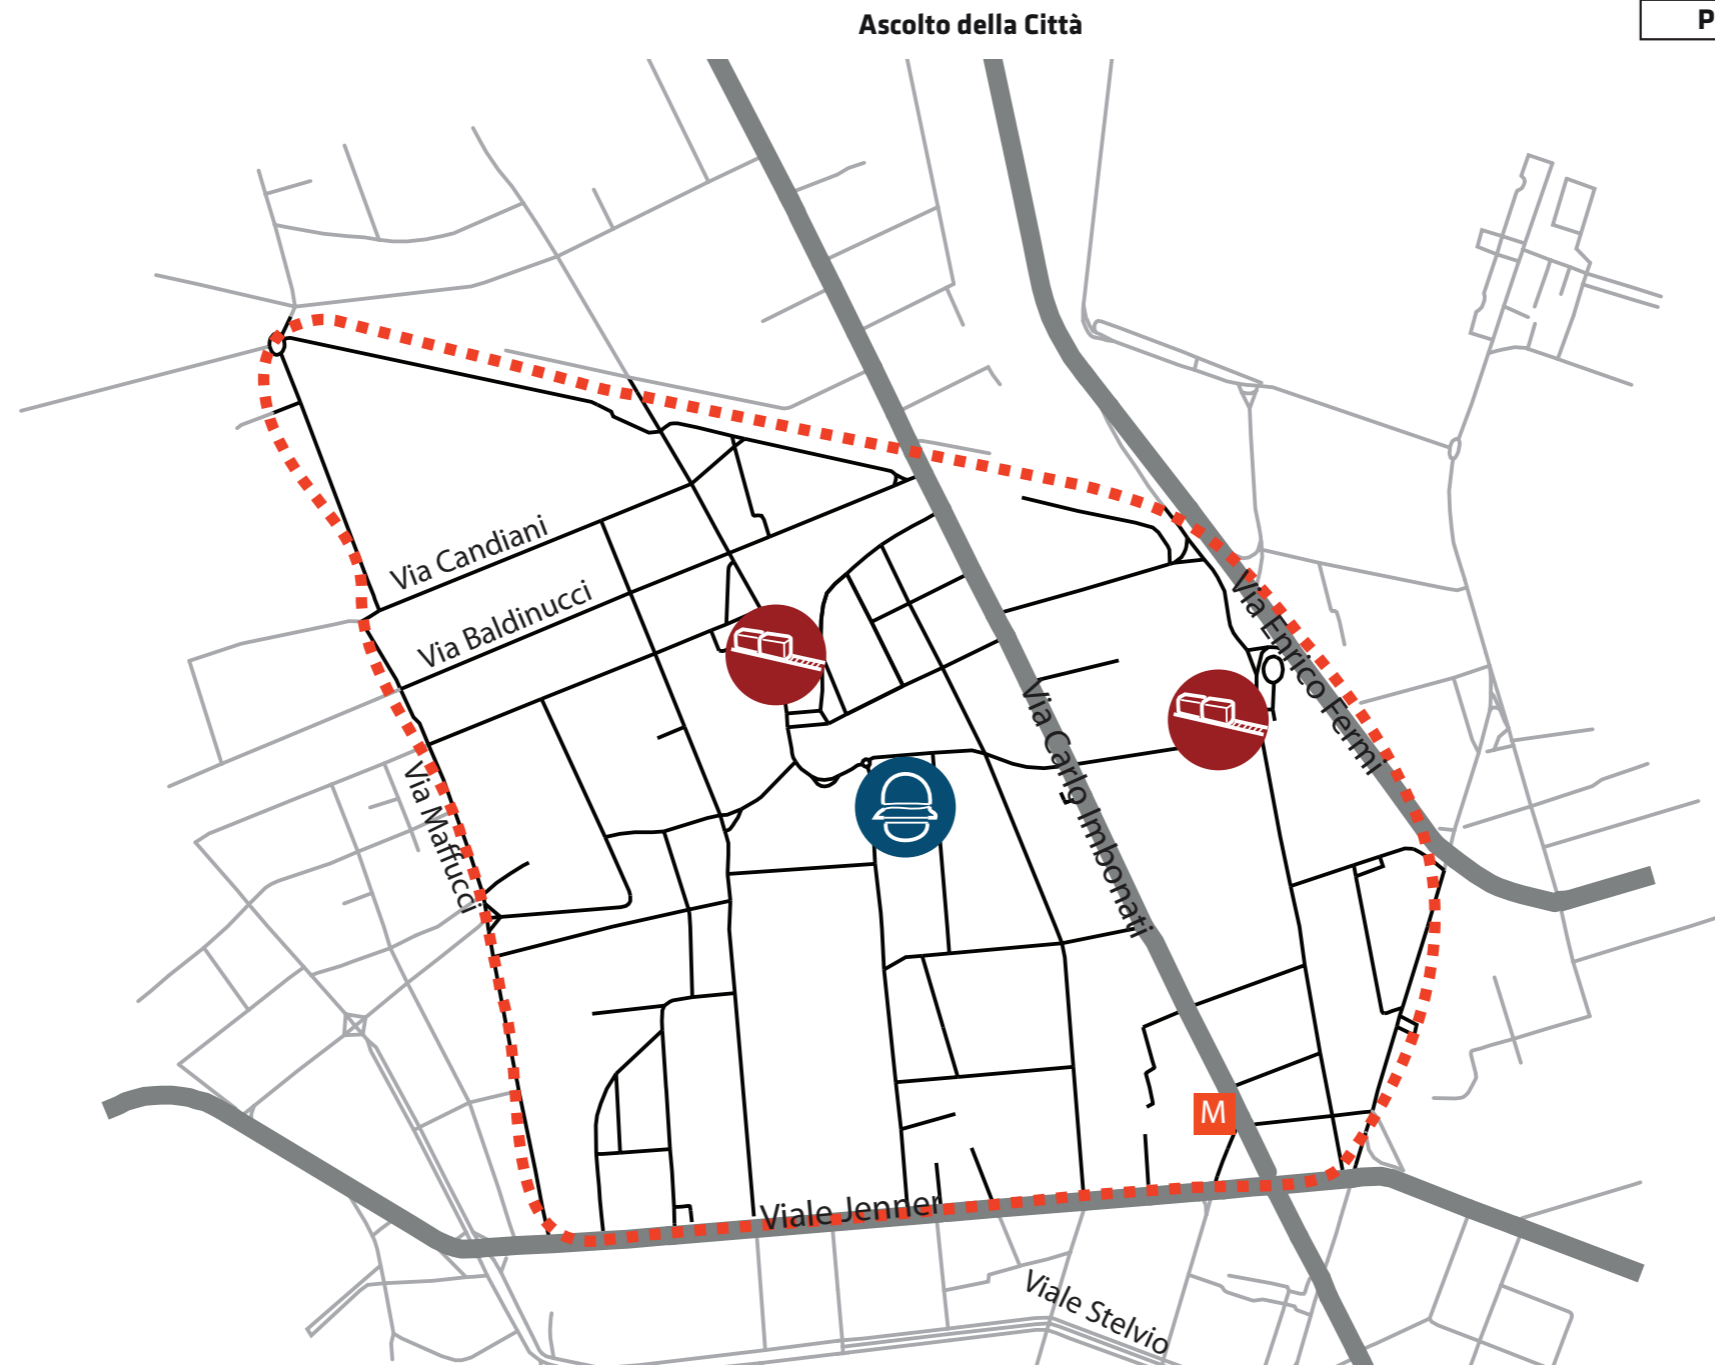 Ascolto della Città
P
Via Candiani
Via Baldinucci
Via Enrico Fermi
Via Carlo Imbonati
Via Maffucci
M
Viale Jenner
Viale Stelvio